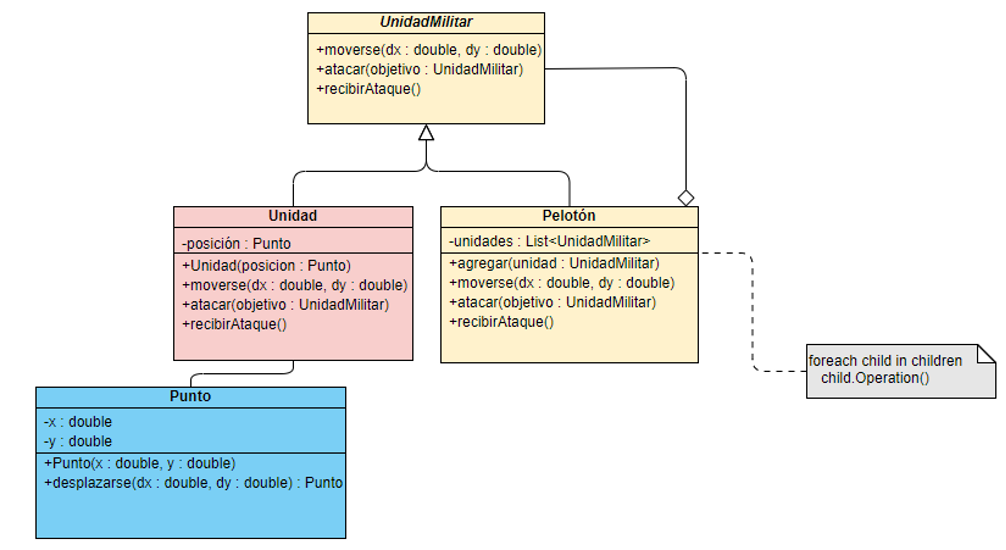 UnidadMilitar
+moverse(dx : double, dy : double)
+atacar(objetivo : UnidadMilitar)
+recibirAtaque()
Unidad
-posición : Punto
+Unidad(posicion : Punto)
+moverse(dx : double, dy : double)
+atacar(objetivo : UnidadMilitar)
+recibirAtaque()
Pelotón
-unidades : List<UnidadMilitar>
+agregar(unidad : UnidadMilitar)
+moverse(dx : double, dy : double)
+atacar(objetivo : UnidadMilitar)
+recibirAtaque()
foreach child in children
child.Operation()
Punto
-x : double
-y : double
+Punto(x : double, y : double)
+desplazarse(dx : double, dy : double) : Punto